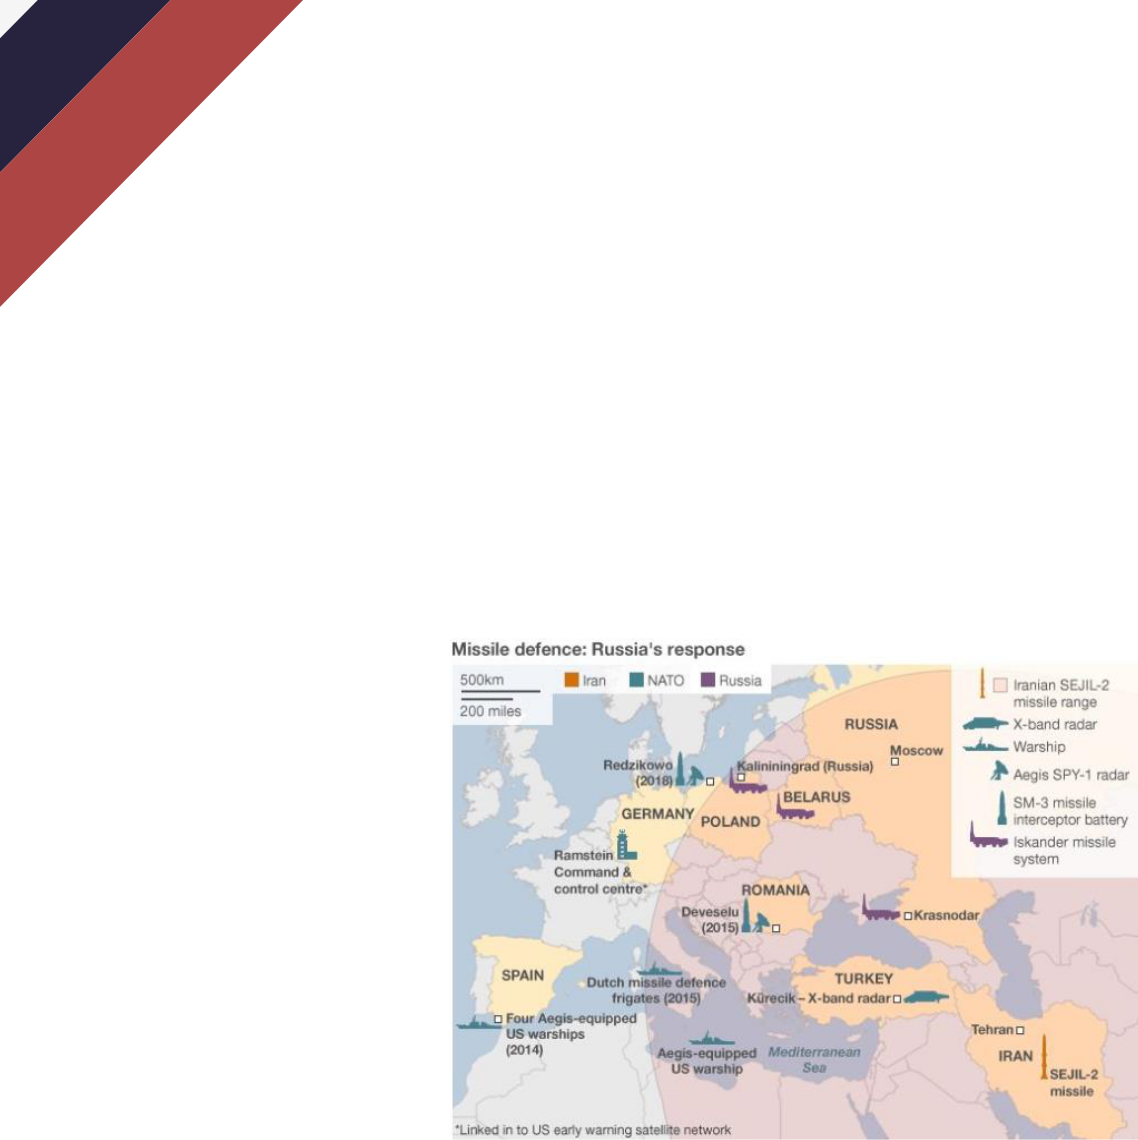 Missile defence: Russia's response
500km
200 miles
Iran
NATO
Russia
Iranian SEJIL-2
missile range
X-band radar
Warship
Aegis SPY-1 radar
SM-3 missile
interceptor battery
Iskander missile
system
RUSSIA
Moscow
Redzikowo
(2018)
Kalininingrad (Russia)
BELARUS
GERMANY
POLAND
Ramstein
Command &
control centre*
ROMANIA
Deveselu
(2015)
Krasnodar
SPAIN
Dutch missile defence
frigates (2015)
TURKEY
Kürecik – X-band radar
Four Aegis-equipped
US warships
(2014)
Aegis-equipped
US warship
Mediterranean
Sea
Tehran
IRAN
SEJIL-2
missile
*Linked in to US early warning satellite network